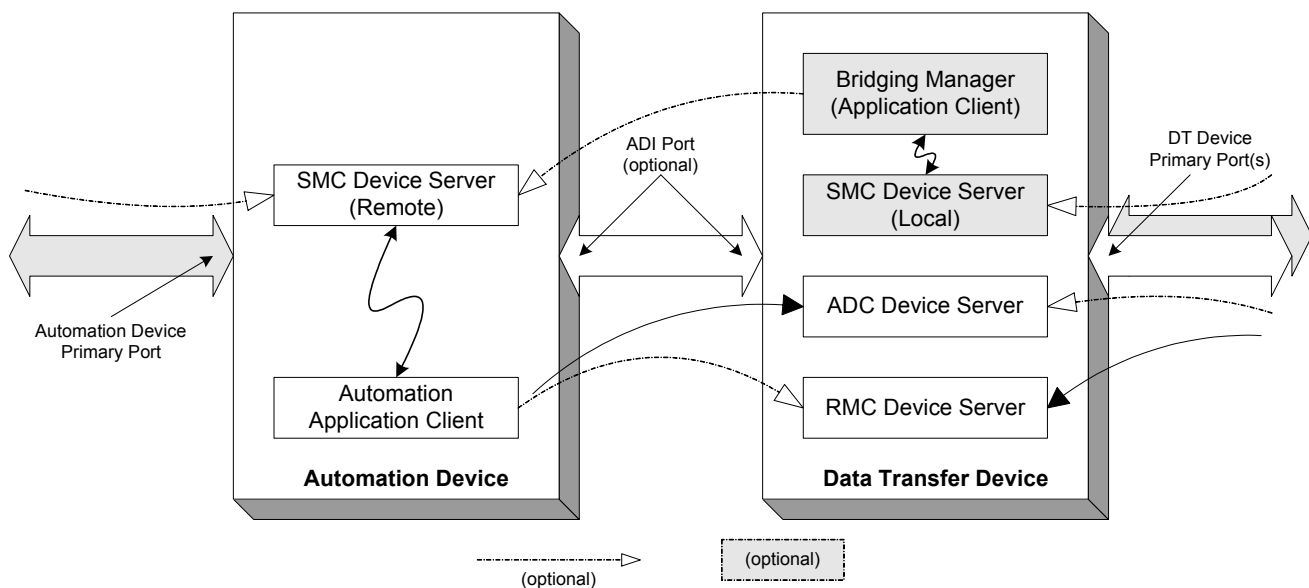 Bridging Manager
(Application Client)
ADI Port
(optional)
DT Device
Primary Port(s)
SMC Device Server
(Remote)
SMC Device Server
(Local)
Automation Device
Primary Port
ADC Device Server
Automation
Application Client
RMC Device Server
Automation Device
Data Transfer Device
(optional)
(optional)